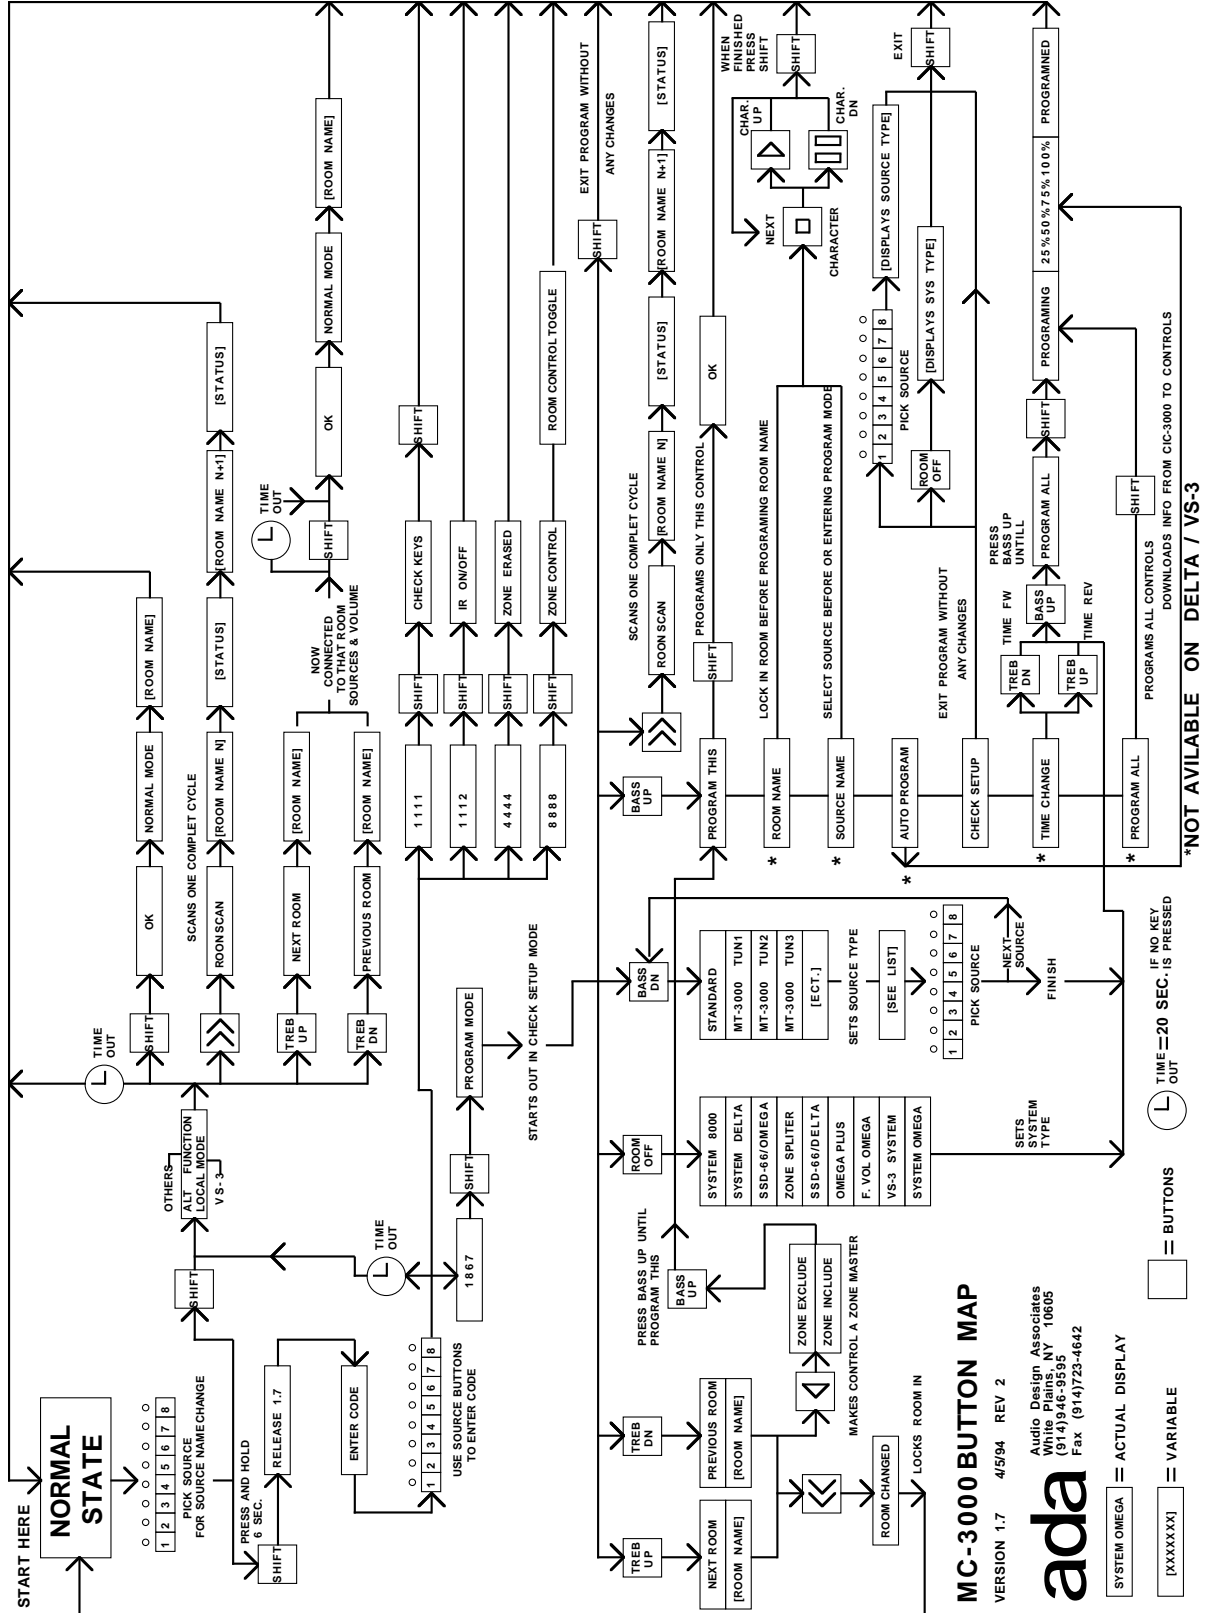 START HERE
NORMAL
STATE
1 2 3 4 5 6 7 8
PICK SOURCE
FOR SOURCE NAME CHANGE
PRESS AND HOLD
6 SEC.
SHIFT
SHIFT
RELEASE 1.7
ENTER CODE
1 2 3 4 5 6 7 8
USE SOURCE BUTTONS
TO ENTER CODE
TIME
OUT
1867
SHIFT
PROGRAM MODE
STARTS OUT IN CHECK SETUP MODE
OTHERS
ALT FUNCTION
LOCAL MODE
VS-3
TIME
OUT
SHIFT
OK
NORMAL MODE
[ROOM NAME]
SCANS ONE COMPLET CYCLE
ROON SCAN
[ROOM NAME N]
[STATUS]
[ROOM NAME N+1]
[STATUS]
TREB
UP
NEXT ROOM
[ROOM NAME]
TREB
DN
PREVIOUS ROOM
[ROOM NAME]
NOW
CONNECTED
TO THAT ROOM
SOURCES & VOLUME
TIME
OUT
SHIFT
OK
NORMAL MODE
[ROOM NAME]
1111
SHIFT
CHECK KEYS
SHIFT
1112
SHIFT
IR ON/OFF
4444
SHIFT
ZONE ERASED
8888
SHIFT
ZONE CONTROL
ROOM CONTROL TOGGLE
SHIFT
EXIT PROGRAM WITHOUT
ANY CHANGES
TREB
UP
NEXT ROOM
[ROOM NAME]
TREB
DN
PREVIOUS ROOM
[ROOM NAME]
ROOM CHANGED
LOCKS ROOM IN
ZONE EXCLUDE
ZONE INCLUDE
MAKES CONTROL A ZONE MASTER
BASS
UP
PRESS BASS UP UNTIL
PROGRAM THIS
ROOM
OFF
SYSTEM 8000
SYSTEM DELTA
SSD-66/OMEGA
ZONE SPLITER
SSD-66/DELTA
OMEGA PLUS
F. VOL OMEGA
VS-3 SYSTEM
SYSTEM OMEGA
SETS
SYSTEM
TYPE
BASS
DN
STANDARD
MT-3000 TUN1
MT-3000 TUN2
MT-3000 TUN3
[ECT.]
SETS SOURCE TYPE
[SEE LIST]
1 2 3 4 5 6 7 8
PICK SOURCE
NEXT
SOURCE
FINISH
BASS
UP
SCANS ONE COMPLET CYCLE
ROON SCAN
[ROOM NAME N]
[STATUS]
[ROOM NAME N+1]
[STATUS]
PROGRAM THIS
SHIFT
PROGRAMS ONLY THIS CONTROL
OK
* ROOM NAME
LOCK IN ROOM BEFORE PROGRAMING ROOM NAME
* SOURCE NAME
SELECT SOURCE BEFORE OR ENTERING PROGRAM MODE
NEXT
CHARACTER
CHAR.
UP
CHAR.
DN
WHEN
FINISHED
PRESS
SHIFT
SHIFT
* AUTO PROGRAM
CHECK SETUP
EXIT PROGRAM WITHOUT
ANY CHANGES
ROOM
OFF
[DISPLAYS SYS TYPE]
1 2 3 4 5 6 7 8
PICK SOURCE
[DISPLAYS SOURCE TYPE]
EXIT
SHIFT
* TIME CHANGE
TREB
DN
TIME FW
TREB
UP
TIME REV
BASS
UP
PRESS
BASS UP
UNTILL
PROGRAM ALL
SHIFT
PROGRAMING
25%50%75%100%
PROGRAMNED
* PROGRAM ALL
PROGRAMS ALL CONTROLS
SHIFT
DOWNLOADS INFO FROM CIC-3000 TO CONTROLS
*NOT AVILABLE ON DELTA / VS-3
MC-3000 BUTTON MAP
VERSION 1.7 4/5/94 REV 2
ada
Audio Design Associates
White Plains, NY 10605
(914)946-9595
Fax (914)723-4642
SYSTEM OMEGA = ACTUAL DISPLAY
[XXXXXXX] = VARIABLE
= BUTTONS
TIME
OUT = 20 SEC. IF NO KEY
IS PRESSED